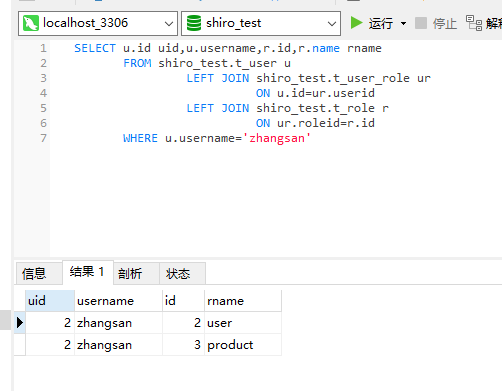 localhost_3306 shiro_test 运行 停止 解释
1 SELECT u.id uid,u.username,r.id,r.name rname
2 FROM shiro_test.t_user u
3 LEFT JOIN shiro_test.t_user_role ur
4 ON u.id=ur.userid
5 LEFT JOIN shiro_test.t_role r
6 ON ur.roleid=r.id
7 WHERE u.username='zhangsan'
信息 结果 1 剖析 状态
uid username id rname
2 zhangsan 2 user
2 zhangsan 3 product